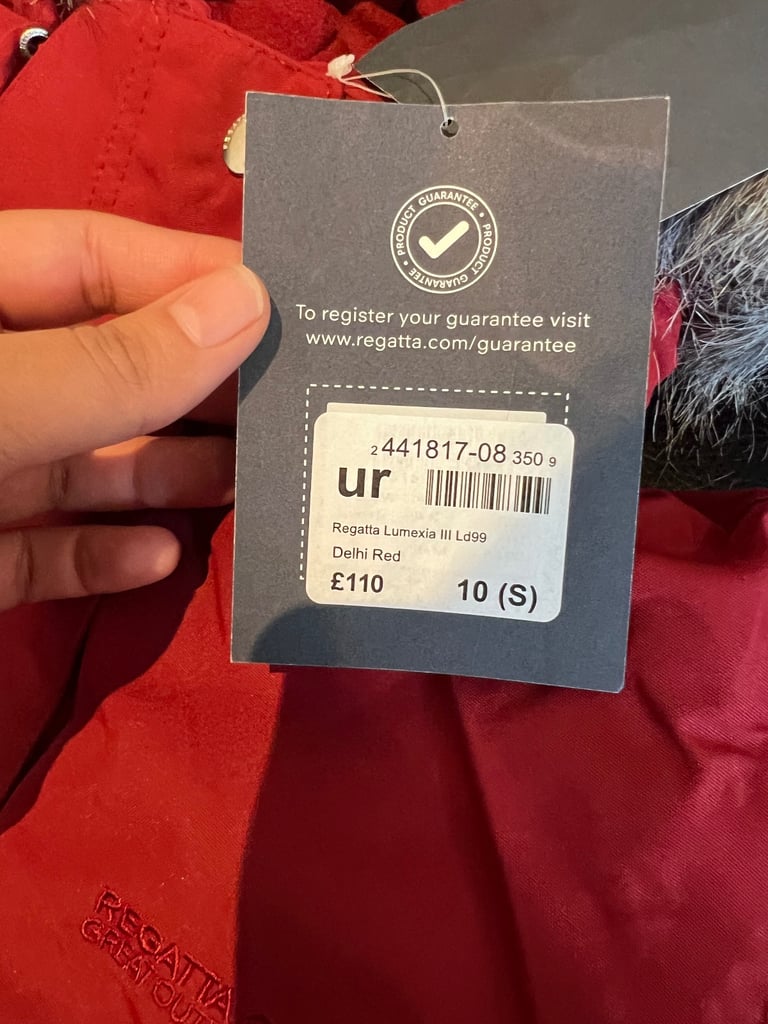 PRODUCT GUARANTEE • PRODUCT GUARANTEE •
To register your guarantee visit
www.regatta.com/guarantee
2 441817-08 350 9
ur
Regatta Lumexia III Ld99
Delhi Red
£110 10 (S)
REGATTA
GREAT OUT